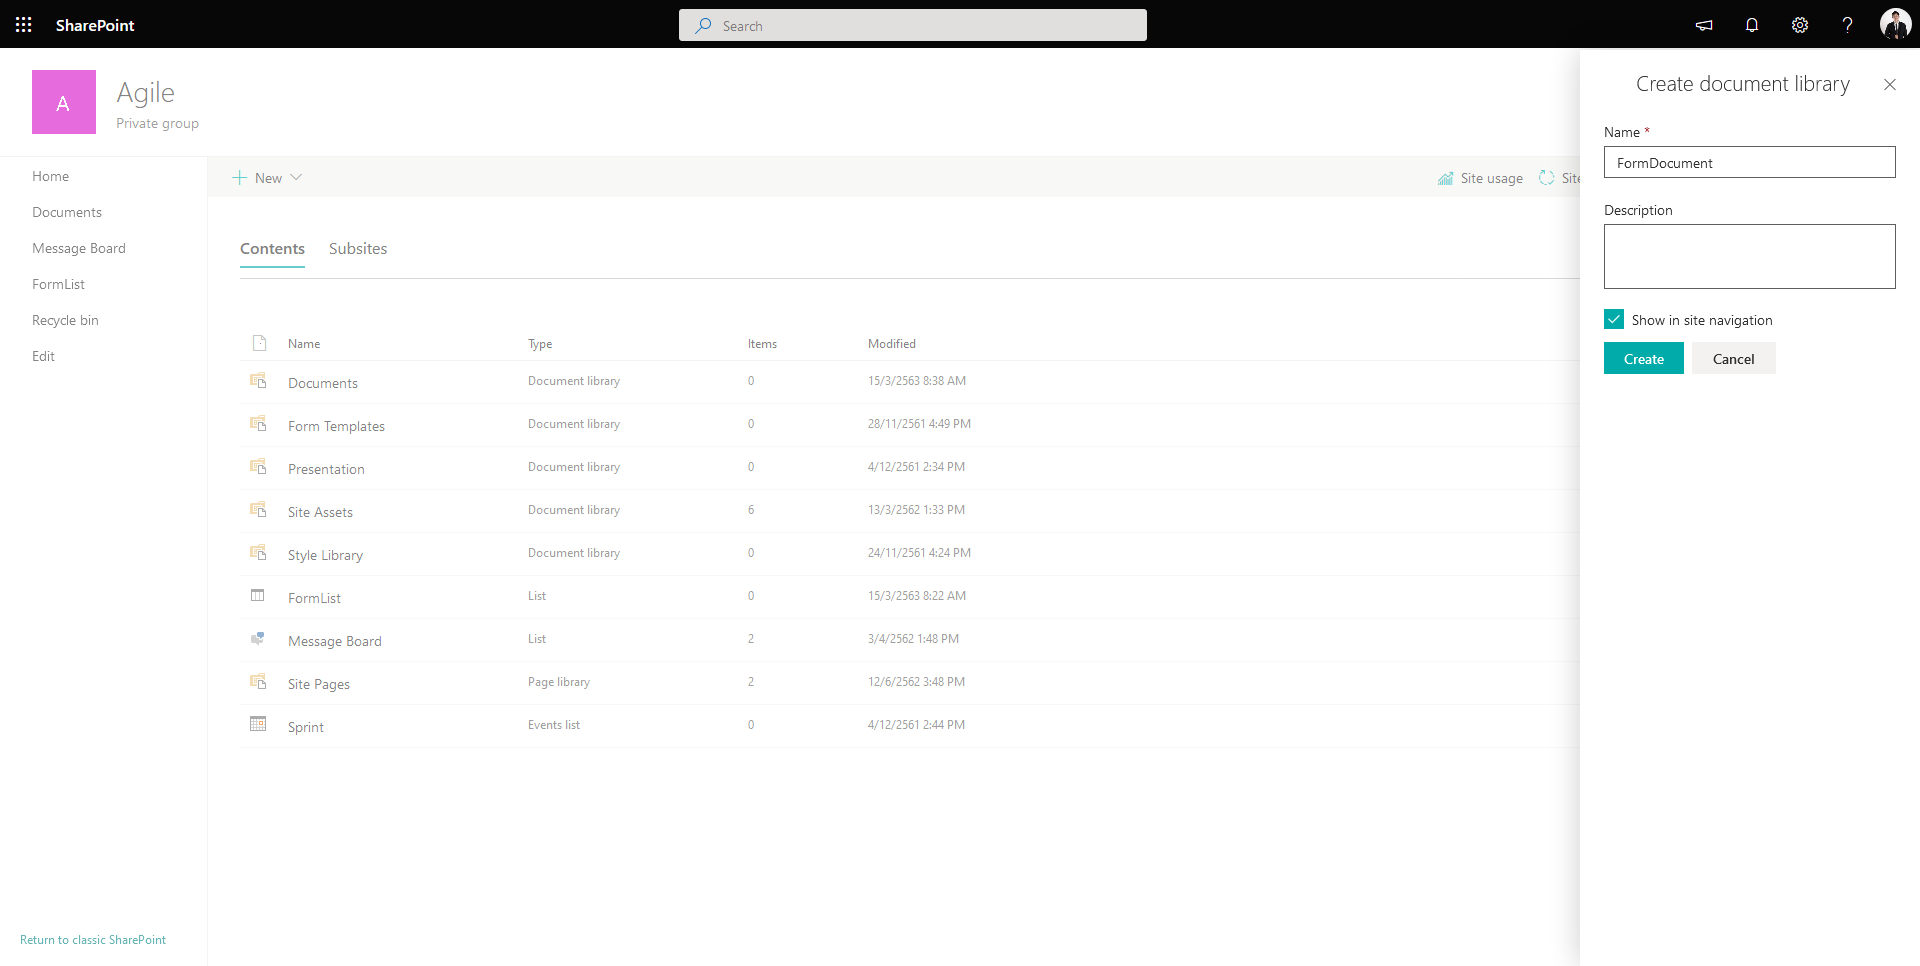 SharePoint
Search
?
A
Agile
Private group
Home
Documents
Message Board
FormList
Recycle bin
Edit
Return to classic SharePoint
New
Site usage
Site
Contents
Subsites
Name Type Items Modified
Documents Document library 0 15/3/2563 8:38 AM
Form Templates Document library 0 28/11/2561 4:49 PM
Presentation Document library 0 4/12/2561 2:34 PM
Site Assets Document library 6 13/3/2562 1:33 PM
Style Library Document library 0 24/11/2561 4:24 PM
FormList List 0 15/3/2563 8:22 AM
Message Board List 2 3/4/2562 1:48 PM
Site Pages Page library 2 12/6/2562 3:48 PM
Sprint Events list 0 4/12/2561 2:44 PM
Create document library
Name *
FormDocument
Description
Show in site navigation
Create
Cancel